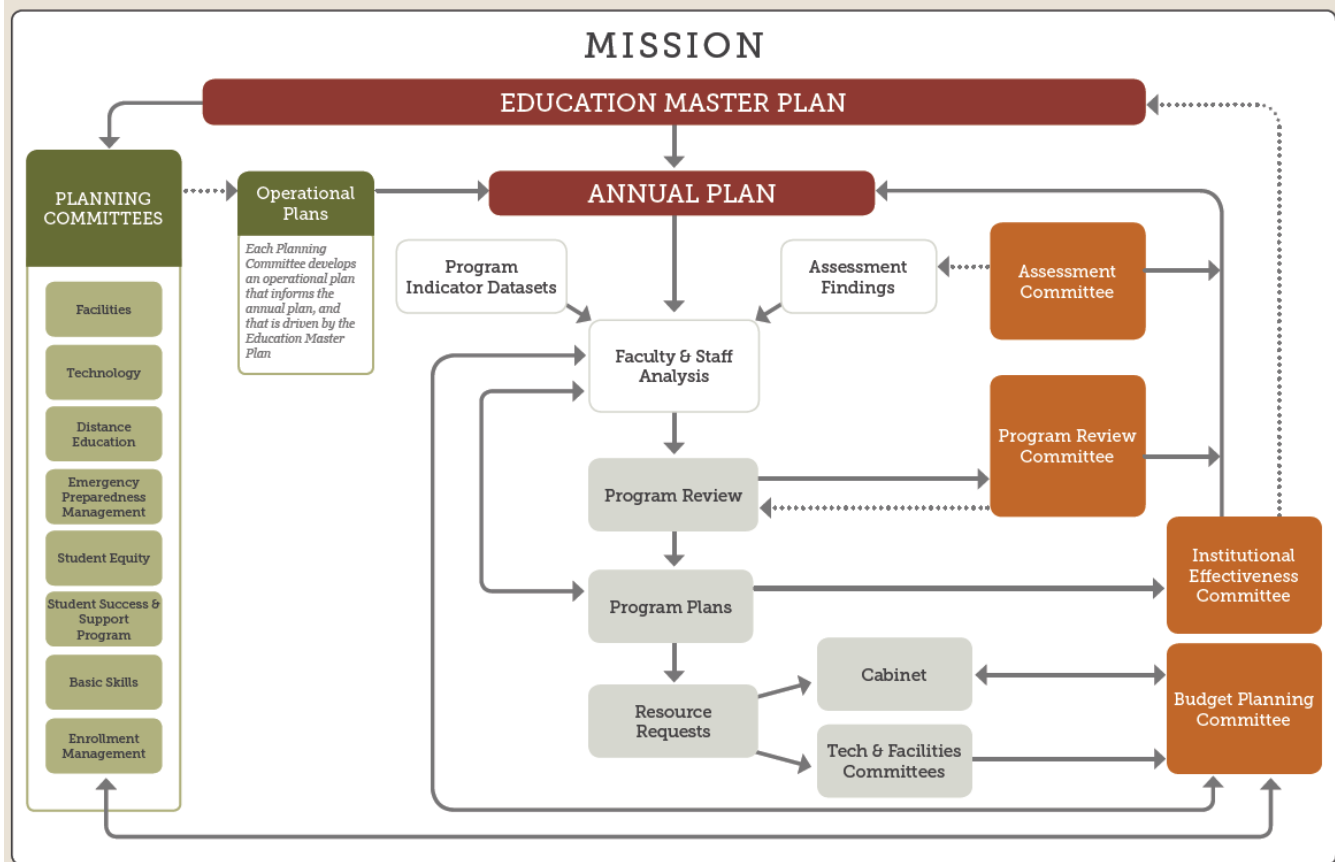 MISSION
EDUCATION MASTER PLAN
PLANNING
COMMITTEES
Operational
Plans
Each Planning
Committee develops
an operational plan
that informs the
annual plan, and
that is driven by the
Education Master
Plan
ANNUAL PLAN
Program
Indicator Datasets
Assessment
Findings
Assessment
Committee
Facilities
Technology
Distance
Education
Emergency
Preparedness
Management
Student Equity
Student Success &
Support
Program
Basic Skills
Enrollment
Management
Faculty & Staff
Analysis
Program Review
Program Review
Committee
Program Plans
Institutional
Effectiveness
Committee
Resource
Requests
Cabinet
Tech & Facilities
Committees
Budget Planning
Committee